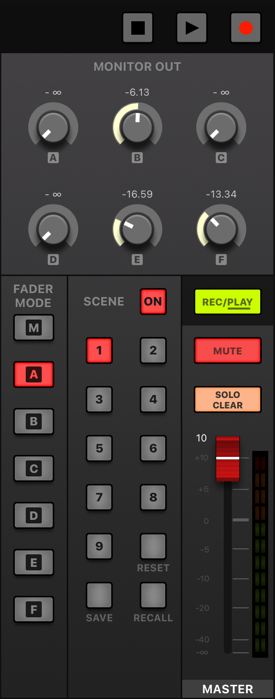 MONITOR OUT
- ∞ -6.13 - ∞
A B C
- ∞ -16.59 -13.34
D E F
FADER
MODE
M
A
B
C
D
E
F
SCENE ON
1 2
3 4
5 6
7 8
9
RESET
SAVE RECALL
REC/PLAY
MUTE
SOLO
CLEAR
10
+10
+5
0
-5
-10
-20
-40
-∞
MASTER